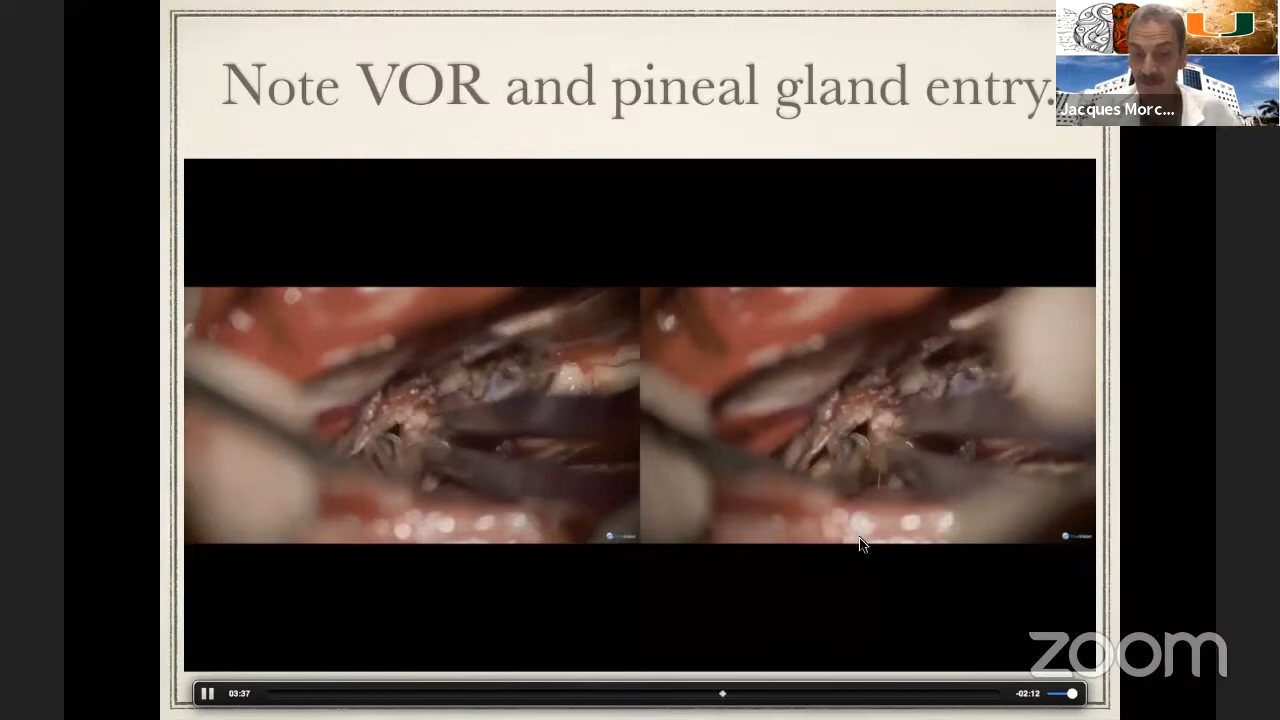 Note VOR and pineal gland entry.
Jacques Morc...
zoom
03:37
-02:12